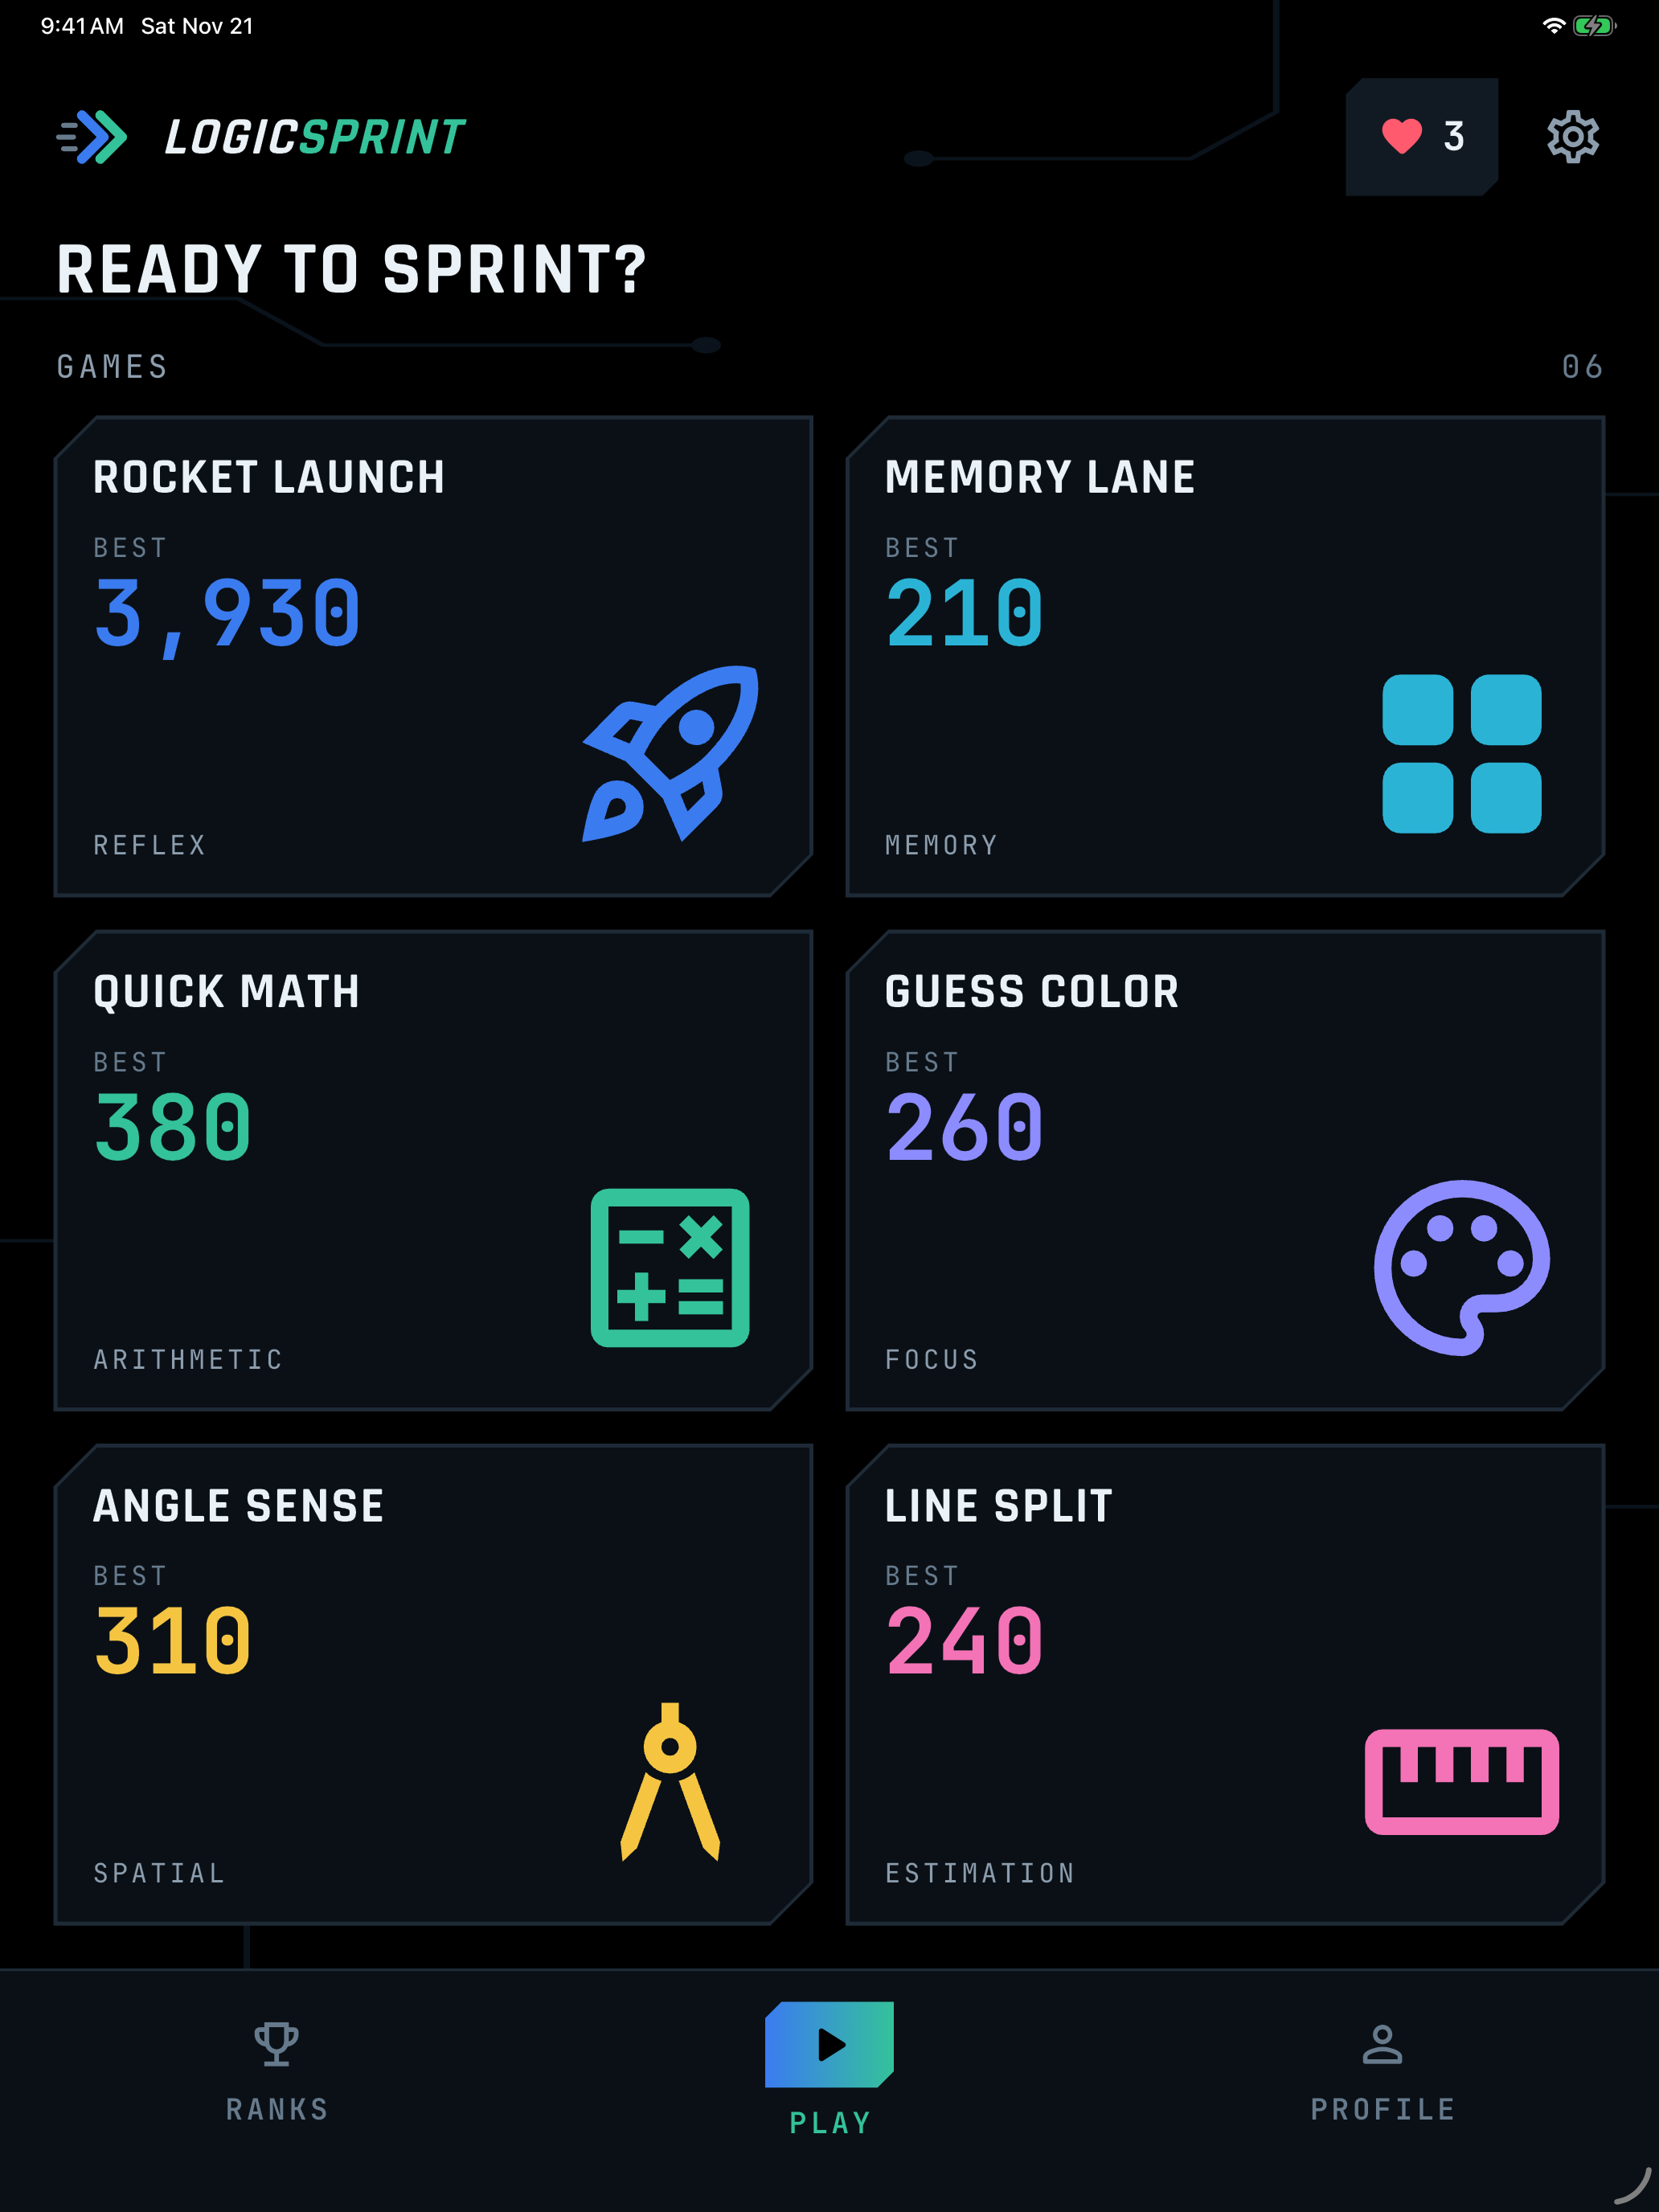 9:41 AM Sat Nov 21
LOGICSPRINT
3
READY TO SPRINT?
GAMES 06
ROCKET LAUNCH
BEST
3,930
REFLEX
MEMORY LANE
BEST
210
MEMORY
QUICK MATH
BEST
380
ARITHMETIC
GUESS COLOR
BEST
260
FOCUS
ANGLE SENSE
BEST
310
SPATIAL
LINE SPLIT
BEST
240
ESTIMATION
RANKS
PLAY
PROFILE